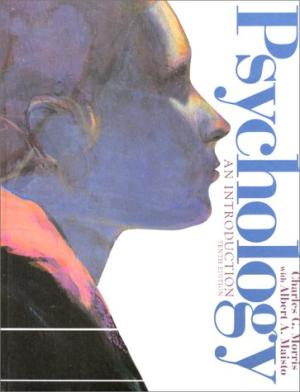 Psychology
AN INTRODUCTION
TENTH EDITION
Charles G. Morris
with Albert A. Maisto